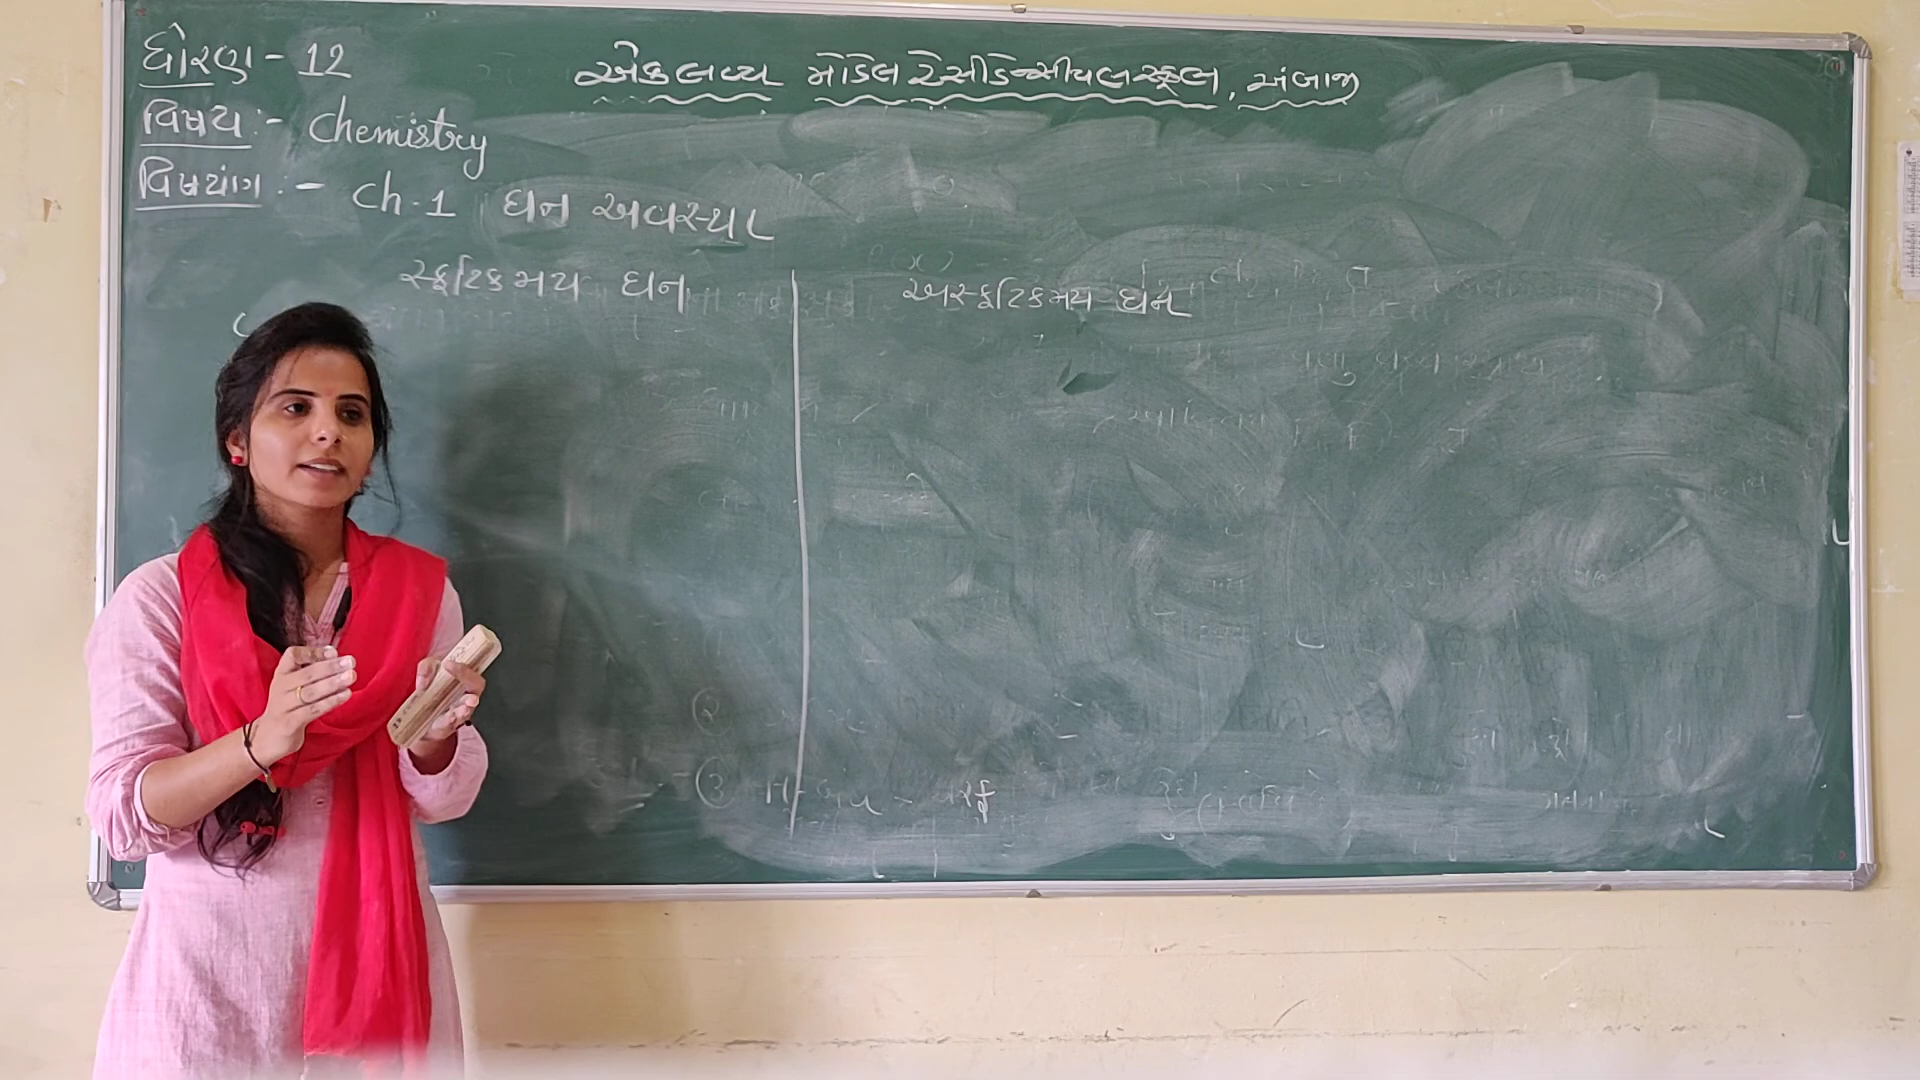 ધોરણ - 12
એકલવ્ય મોડેલ રેસીડેન્સીયલ સ્કૂલ, અંબાજી
વિષય :- Chemistry
વિષયાંગ :- Ch.1 ઘન અવસ્થા
સ્ફટિકમય ઘન
અસ્ફટિકમય ઘન